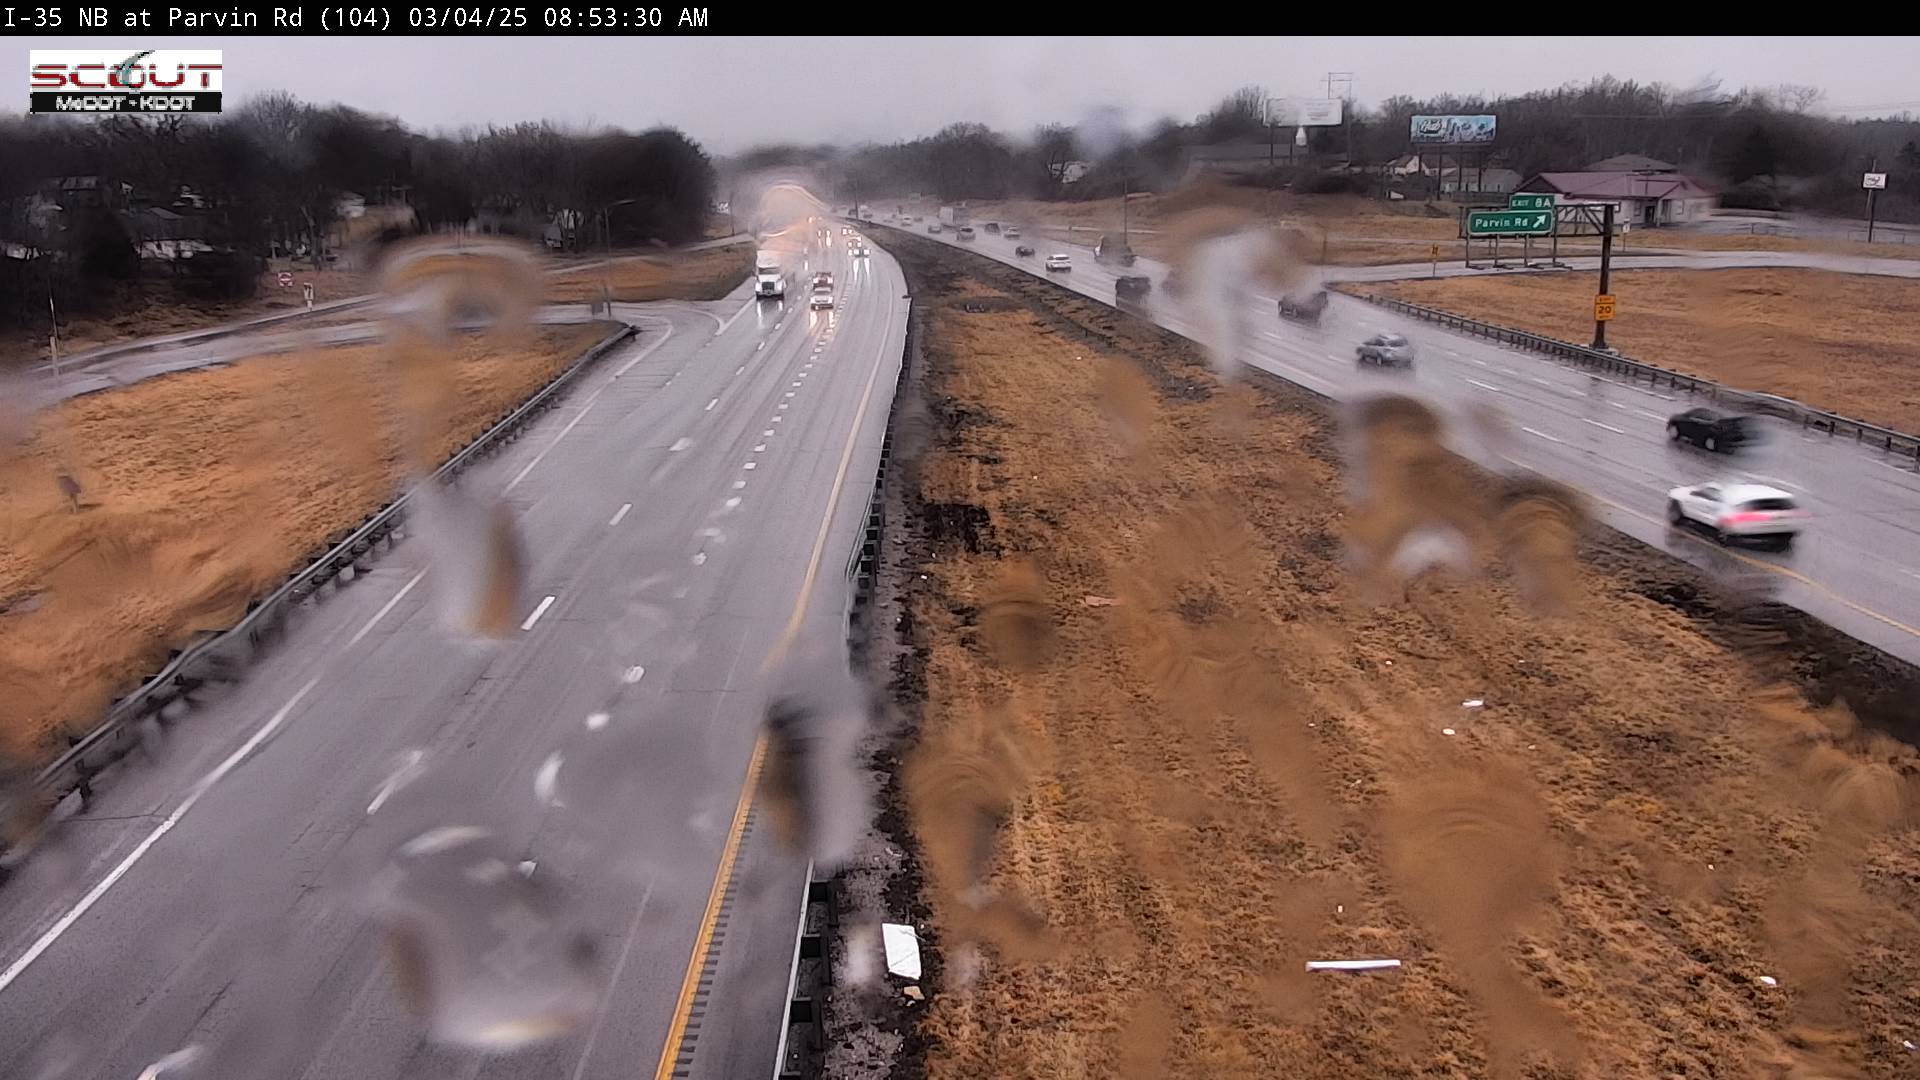 I-35 NB at Parvin Rd (104) 03/04/25 08:53:30 AM
SCOUT
MoDOT - KDOT
EXIT 8A
Parvin Rd
20